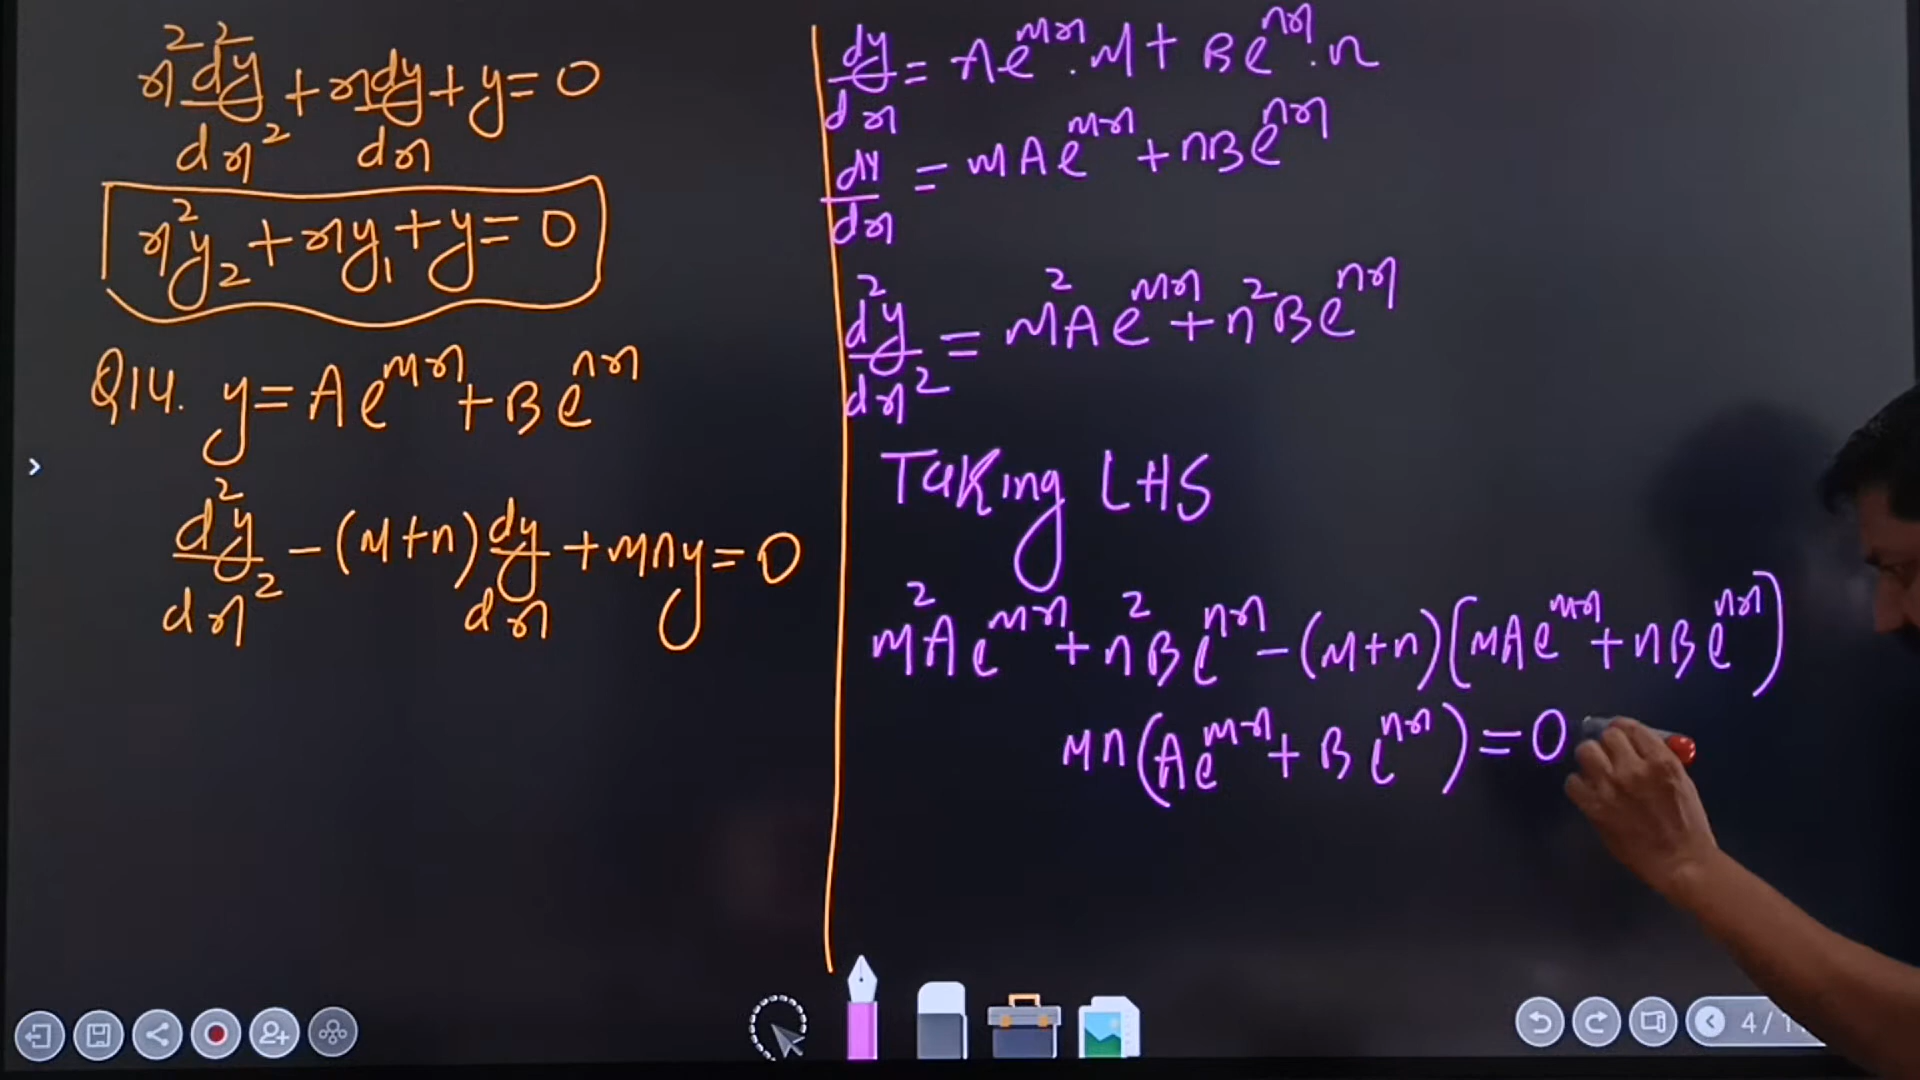 x² d²y/dx² + x dy/dx + y = 0
x²y₂ + xy₁ + y = 0
Q14. y = Ae^mx + Be^nx
d²y/dx² - (m+n) dy/dx + mny = 0
dy/dx = Ae^mx . m + Be^nx . n
dy/dx = mAe^mx + nBe^nx
d²y/dx² = m²Ae^mx + n²Be^nx
Taking LHS
m²Ae^mx + n²Be^nx - (m+n)[mAe^mx + nBe^nx]
mn(Ae^mx + Be^nx) = 0
4/1